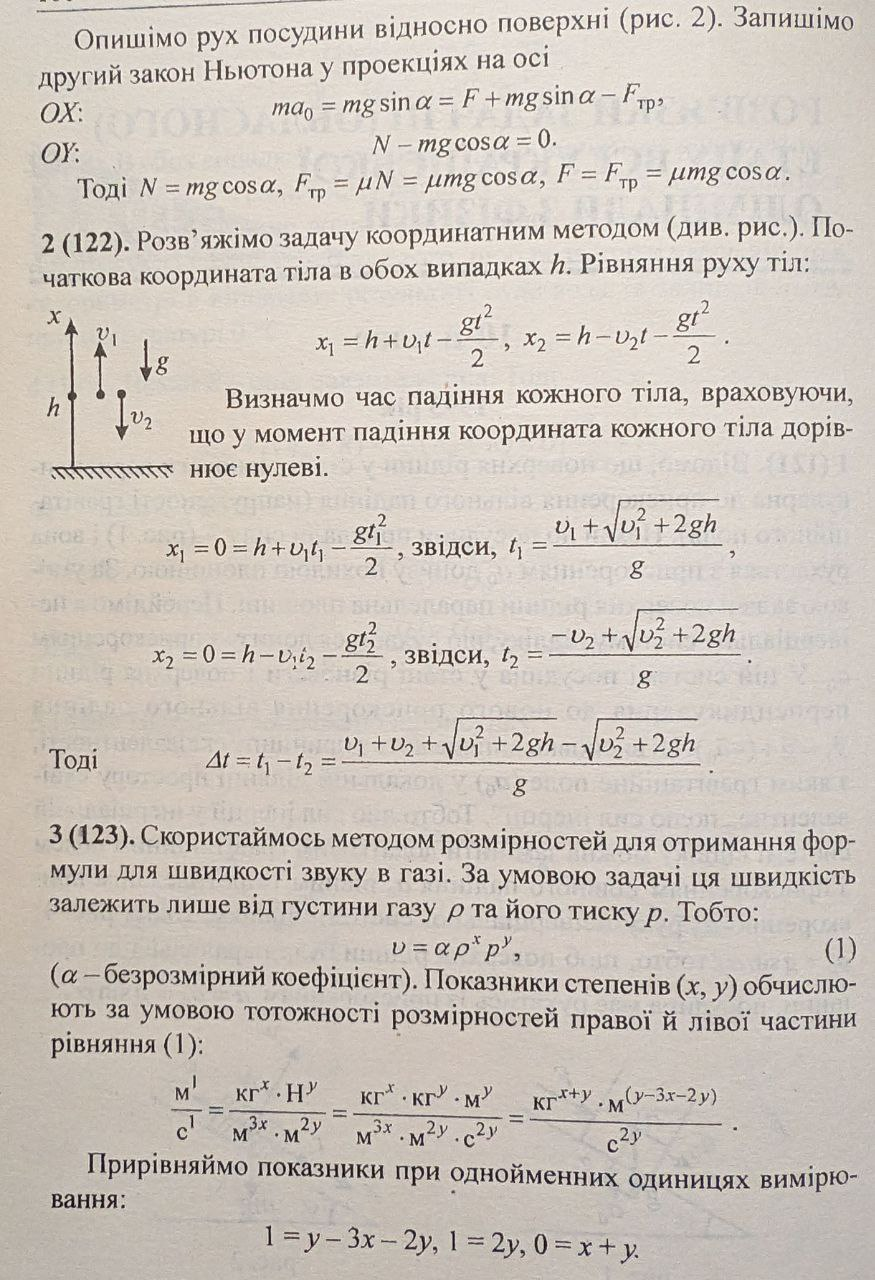 Опишімо рух посудини відносно поверхні (рис. 2). Запишімо
другий закон Ньютона у проекціях на осі
OX: ma₀ = mg sin α = F + mg sin α − Fтр,
OY: N − mg cos α = 0.
Тоді N = mg cos α, Fтр = μN = μmg cos α, F = Fтр = μmg cos α.
2 (122). Розв’яжімо задачу координатним методом (див. рис.). По-
чаткова координата тіла в обох випадках h. Рівняння руху тіл:
x
υ₁
g
h
υ₂
x₁ = h + υ₁t − gt²/2, x₂ = h − υ₂t − gt²/2.
Визначмо час падіння кожного тіла, враховуючи,
що у момент падіння координата кожного тіла дорів-
нює нулеві.
x₁ = 0 = h + υ₁t₁ − gt₁²/2, звідси, t₁ = (υ₁ + √(υ₁² + 2gh))/g,
x₂ = 0 = h − υ₁t₂ − gt₂²/2, звідси, t₂ = (−υ₂ + √(υ₂² + 2gh))/g.
Тоді Δt = t₁ − t₂ = (υ₁ + υ₂ + √(υ₁² + 2gh) − √(υ₂² + 2gh))/g.
3 (123). Скористаймось методом розмірностей для отримання фор-
мули для швидкості звуку в газі. За умовою задачі ця швидкість
залежить лише від густини газу ρ та його тиску p. Тобто:
υ = αρˣpʸ, (1)
(α – безрозмірний коефіцієнт). Показники степенів (x, y) обчислю-
ють за умовою тотожності розмірностей правої й лівої частини
рівняння (1):
м¹/с¹ = (кгˣ · Нʸ)/(м³ˣ · м²ʸ) = (кгˣ · кгʸ · мʸ)/(м³ˣ · м²ʸ · с²ʸ) = (кгˣ⁺ʸ · м⁽ʸ⁻³ˣ⁻²ʸ⁾)/с²ʸ.
Прирівняймо показники при однойменних одиницях вимірю-
вання:
1 = y − 3x − 2y, 1 = 2y, 0 = x + y.